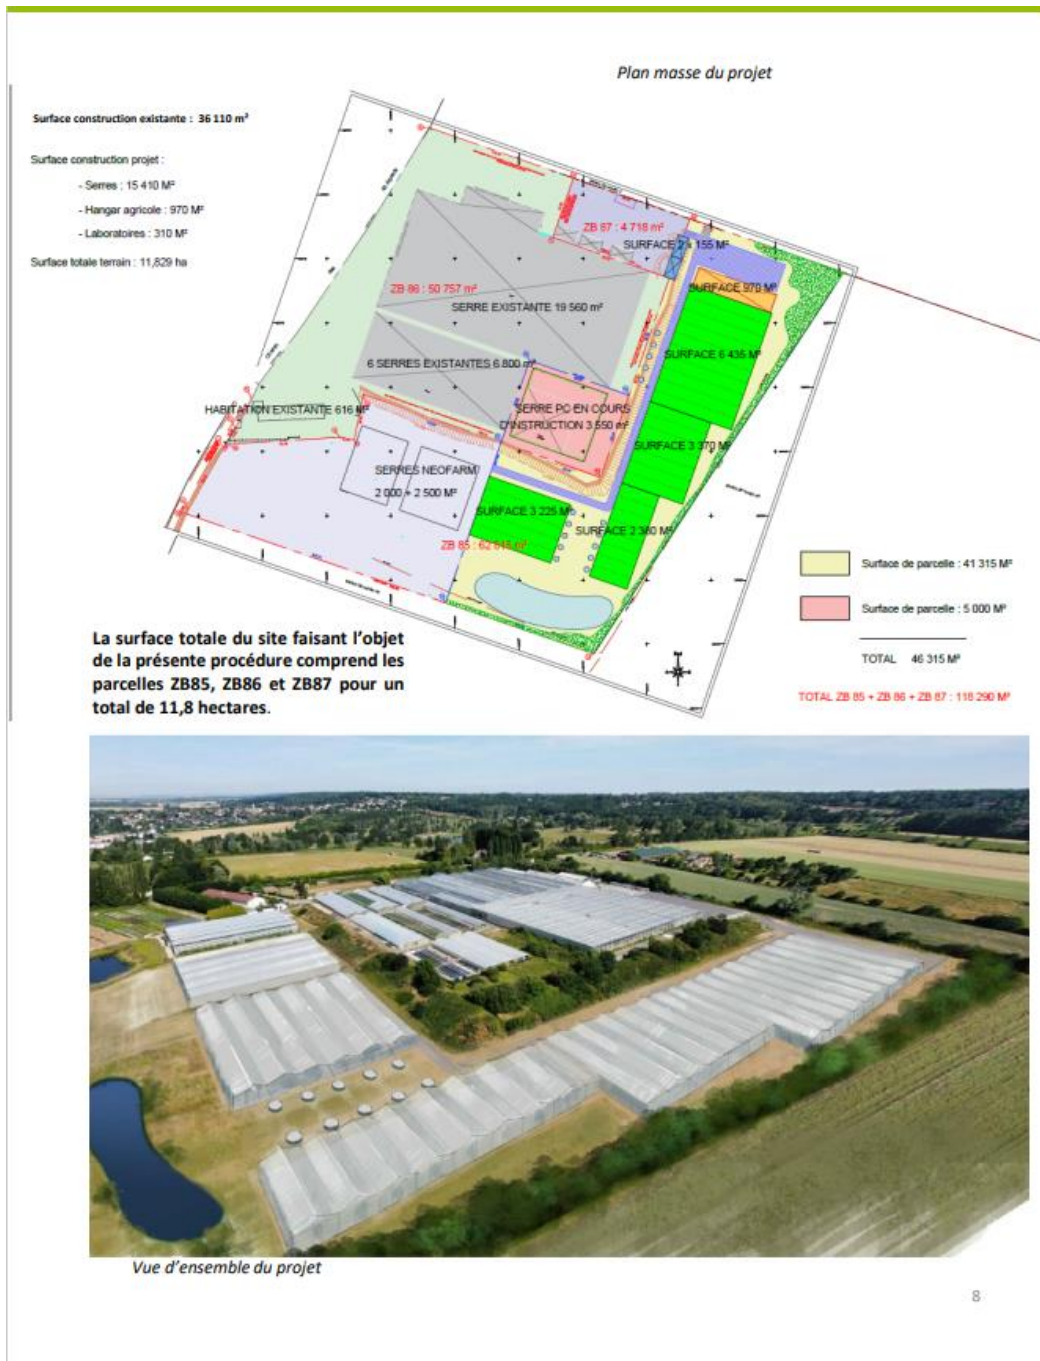 Plan masse du projet
Surface construction existante : 36 110 m²
Surface construction projet :
- Serres : 15 410 M²
- Hangar agricole : 970 M²
- Laboratoires : 310 M²
Surface totale terrain : 11,829 ha
ZB 87 : 4 718 m²
SURFACE 2 x 155 M²
ZB 86 : 50 757 m²
SURFACE 970 M²
SERRE EXISTANTE 19 560 m²
SURFACE 6 435 M²
6 SERRES EXISTANTES 6 800 m²
HABITATION EXISTANTE 616 M²
SERRE PC EN COURS
D'INSTRUCTION 3 550 m²
SURFACE 3 370 M²
SERRES NEOFARM
2 000 + 2 500 M²
SURFACE 3 225 M²
SURFACE 2 380 M²
ZB 85 : 62 815 m²
Surface de parcelle : 41 315 M²
Surface de parcelle : 5 000 M²
TOTAL 46 315 M²
TOTAL ZB 85 + ZB 86 + ZB 87 : 118 290 M²
La surface totale du site faisant l'objet
de la présente procédure comprend les
parcelles ZB85, ZB86 et ZB87 pour un
total de 11,8 hectares.
Vue d'ensemble du projet
8